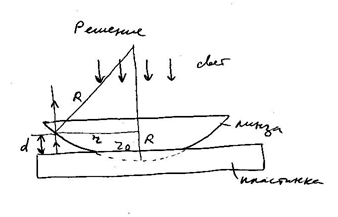 Решение
свет
R
линза
r
r₀
R
d
пластинка